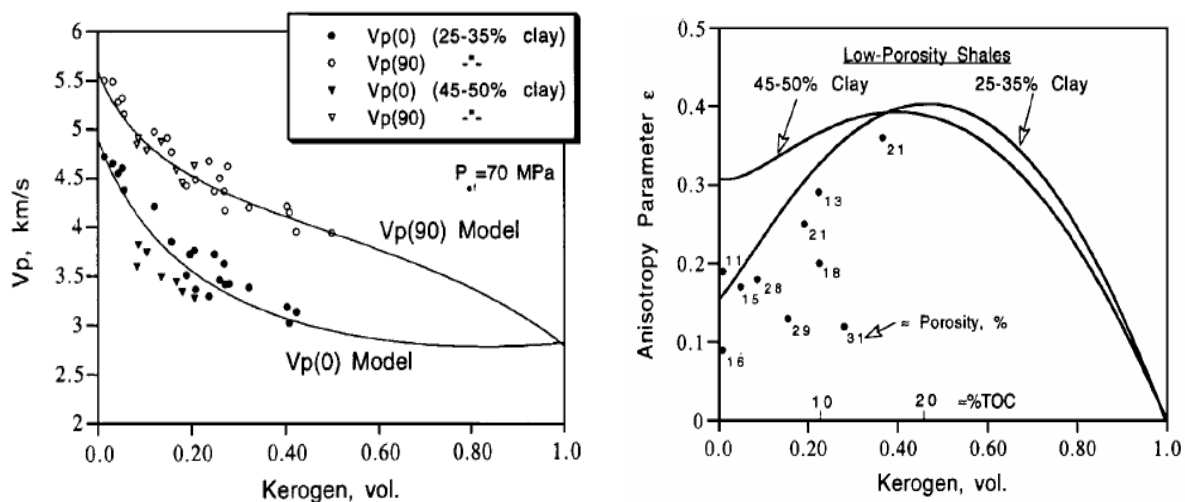 6
5.5
5
4.5
4
3.5
3
2.5
2
Vp, km/s
Vp(0) (25-35% clay)
Vp(90) -"-
Vp(0) (45-50% clay)
Vp(90) -"-
=70 MPa
Vp(90) Model
Vp(0) Model
0.0 0.20 0.40 0.60 0.80 1.0
Kerogen, vol.
0.5
0.4
0.3
0.2
0.1
0
Anisotropy Parameter ε
Low-Porosity Shales
45-50% Clay
25-35% Clay
21
13
21
11
18
15
28
29
31
≈ Porosity, %
16
10 20 ≈%TOC
0.0 0.20 0.40 0.60 0.80 1.0
Kerogen, vol.